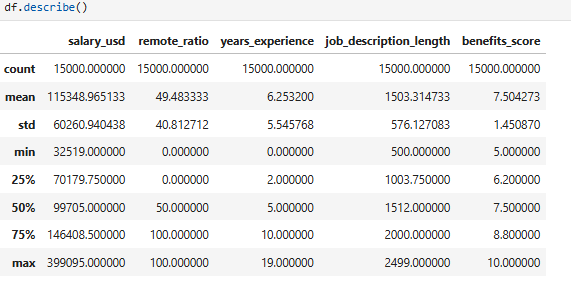 df.describe()
salary_usd remote_ratio years_experience job_description_length benefits_score
count 15000.000000 15000.000000 15000.000000 15000.000000 15000.000000
mean 115348.965133 49.483333 6.253200 1503.314733 7.504273
std 60260.940438 40.812712 5.545768 576.127083 1.450870
min 32519.000000 0.000000 0.000000 500.000000 5.000000
25% 70179.750000 0.000000 2.000000 1003.750000 6.200000
50% 99705.000000 50.000000 5.000000 1512.000000 7.500000
75% 146408.500000 100.000000 10.000000 2000.000000 8.800000
max 399095.000000 100.000000 19.000000 2499.000000 10.000000